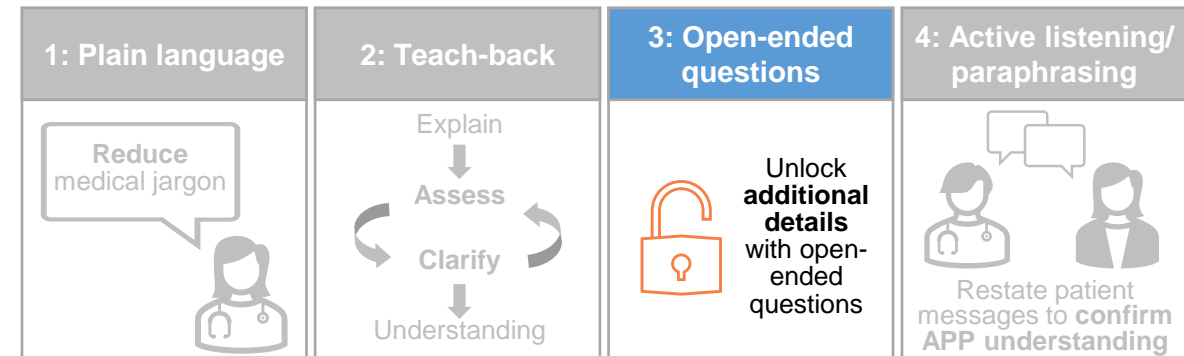 1: Plain language
Reduce
medical jargon
2: Teach-back
Explain
Assess
Clarify
Understanding
3: Open-ended
questions
Unlock
additional
details
with open-
ended
questions
4: Active listening/
paraphrasing
Restate patient
messages to confirm
APP understanding